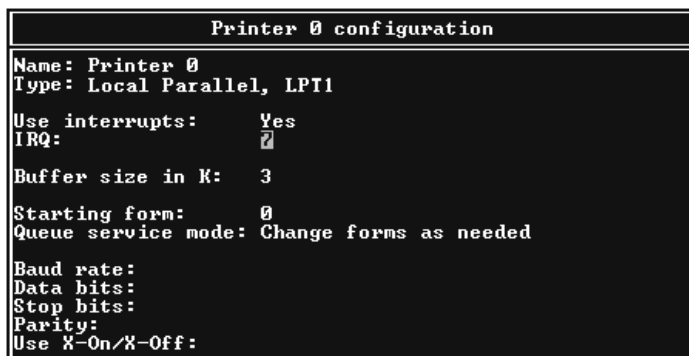 Printer 0 configuration
Name: Printer 0
Type: Local Parallel, LPT1
Use interrupts: Yes
IRQ: 7
Buffer size in K: 3
Starting form: 0
Queue service mode: Change forms as needed
Baud rate:
Data bits:
Stop bits:
Parity:
Use X-On/X-Off: